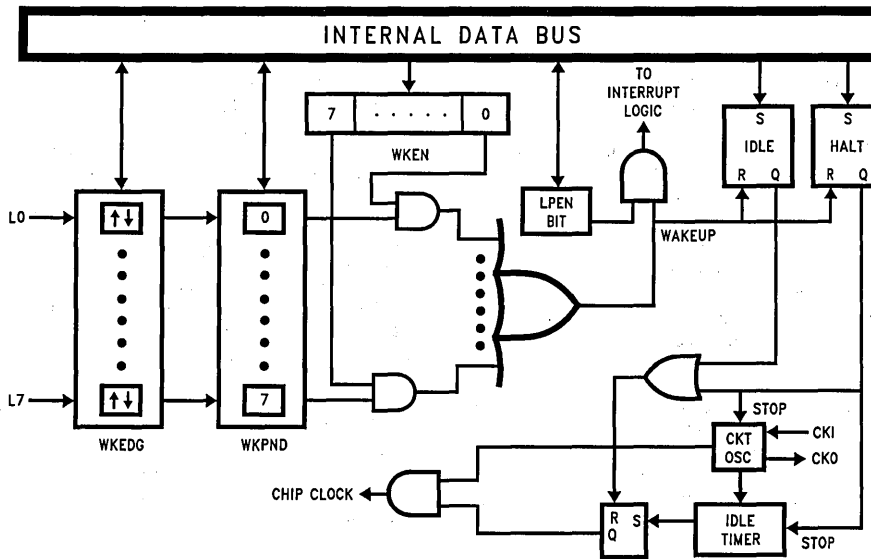 INTERNAL DATA BUS
TO
INTERRUPT
LOGIC
7 · · · · · 0
WKEN
S
IDLE
R Q
S
HALT
R Q
LPEN
BIT
WAKEUP
L0
↑↓
0
L7
↑↓
7
WKEDG
WKPND
STOP
CKT
OSC
CKI
CKO
CHIP CLOCK
R S
Q
IDLE
TIMER
STOP